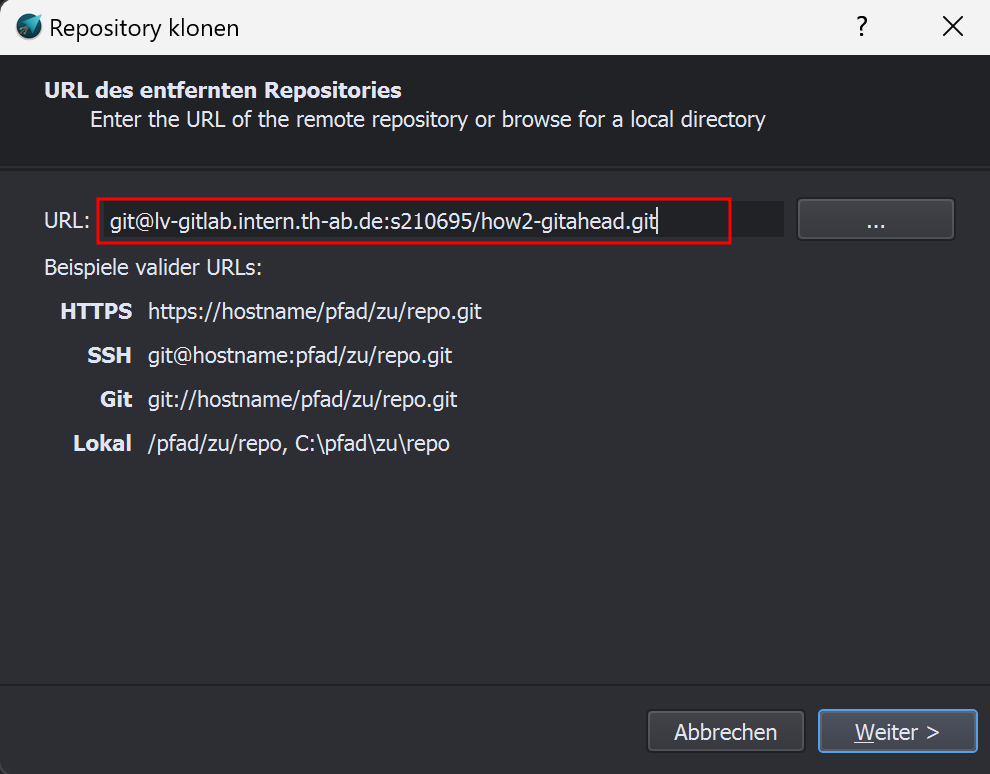 Repository klonen
?
URL des entfernten Repositories
Enter the URL of the remote repository or browse for a local directory
URL: git@lv-gitlab.intern.th-ab.de:s210695/how2-gitahead.git ...
Beispiele valider URLs:
HTTPS https://hostname/pfad/zu/repo.git
SSH git@hostname:pfad/zu/repo.git
Git git://hostname/pfad/zu/repo.git
Lokal /pfad/zu/repo, C:\pfad\zu\repo
Abbrechen Weiter >